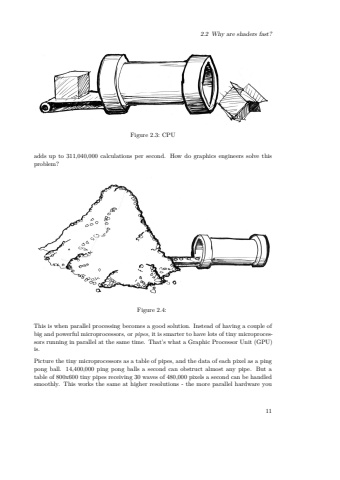 2.2 Why are shaders fast?
Figure 2.3: CPU
adds up to 311,040,000 calculations per second. How do graphics engineers solve this
problem?
Figure 2.4:
This is when parallel processing becomes a good solution. Instead of having a couple of
big and powerful microprocessors, or pipes, it is smarter to have lots of tiny microproces-
sors running in parallel at the same time. That's what a Graphic Processor Unit (GPU)
is.
Picture the tiny microprocessors as a table of pipes, and the data of each pixel as a ping
pong ball. 14,400,000 ping pong balls a second can obstruct almost any pipe. But a
table of 800x600 tiny pipes receiving 30 waves of 480,000 pixels a second can be handled
smoothly. This works the same at higher resolutions - the more parallel hardware you
11